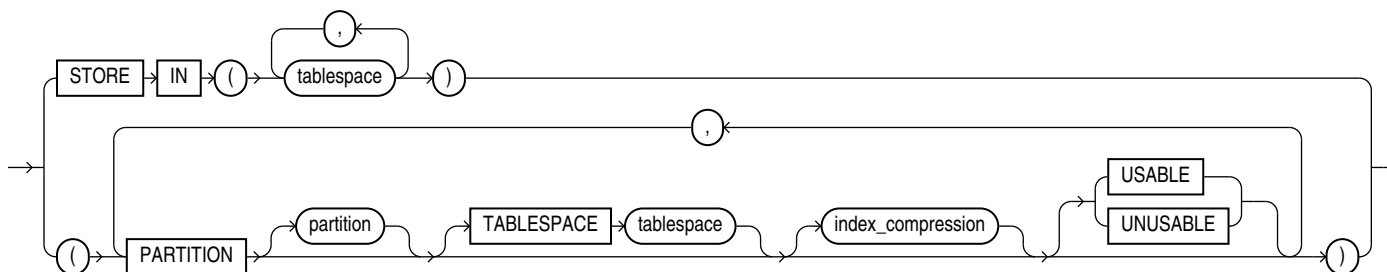 ,
STORE IN ( tablespace )
,
USABLE
partition TABLESPACE tablespace index_compression UNUSABLE
( PARTITION )